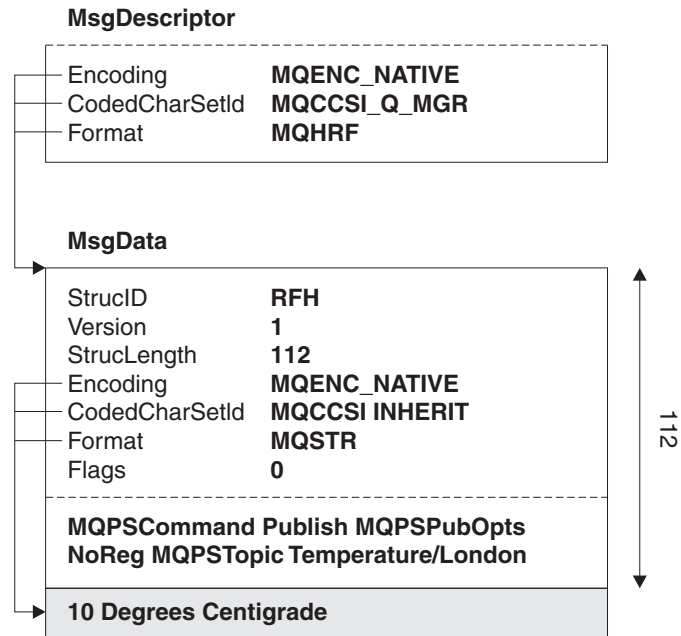 MsgDescriptor
Encoding MQENC_NATIVE
CodedCharSetId MQCCSI_Q_MGR
Format MQHRF
MsgData
StrucID RFH
Version 1
StrucLength 112
Encoding MQENC_NATIVE
CodedCharSetId MQCCSI INHERIT
Format MQSTR
Flags 0
112
MQPSCommand Publish MQPSPubOpts
NoReg MQPSTopic Temperature/London
10 Degrees Centigrade